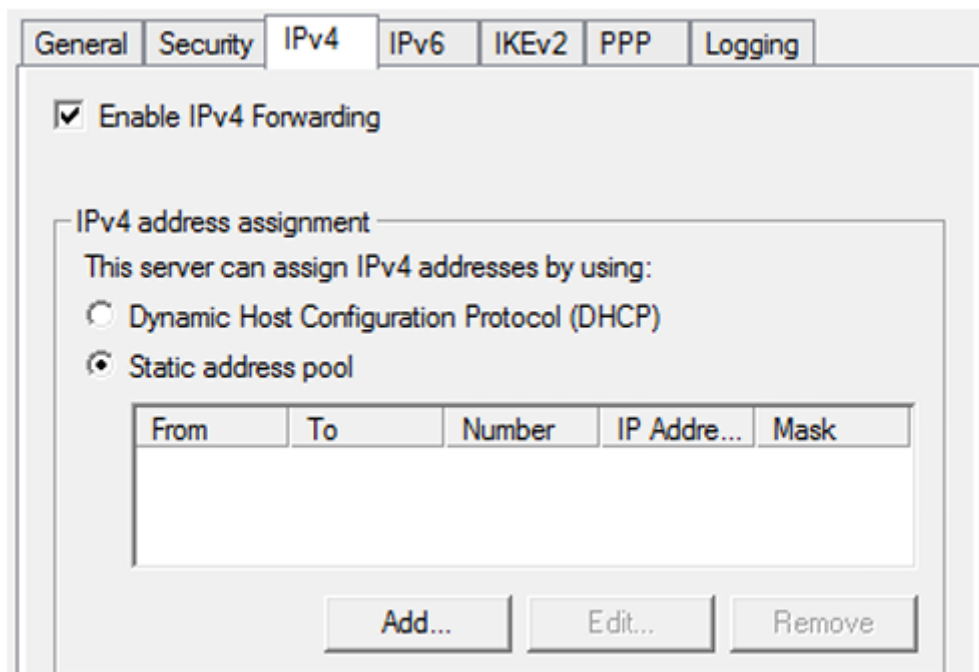 General Security IPv4 IPv6 IKEv2 PPP Logging
Enable IPv4 Forwarding
IPv4 address assignment
This server can assign IPv4 addresses by using:
Dynamic Host Configuration Protocol (DHCP)
Static address pool
From To Number IP Addre... Mask
Add... Edit... Remove